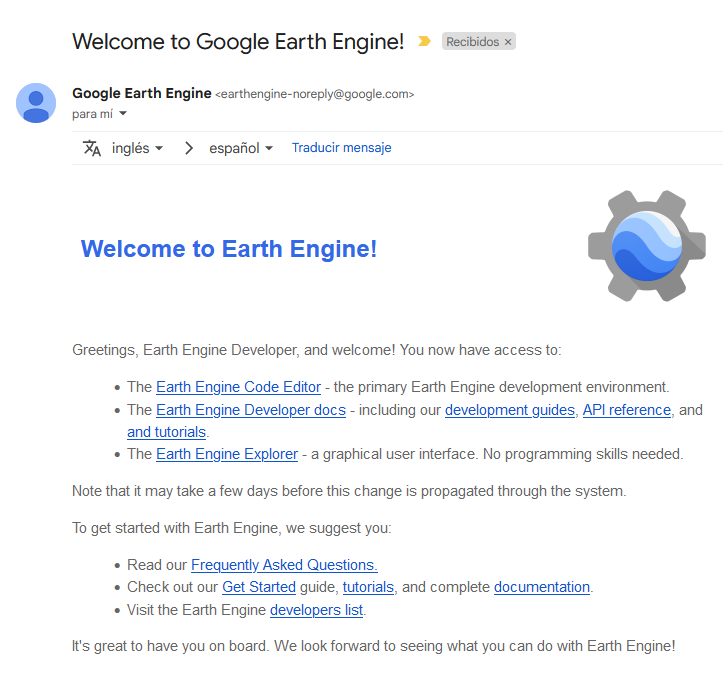 Welcome to Google Earth Engine!
Recibidos ×
Google Earth Engine <earthengine-noreply@google.com>
para mí
inglés
español
Traducir mensaje
Welcome to Earth Engine!
Greetings, Earth Engine Developer, and welcome! You now have access to:
• The Earth Engine Code Editor - the primary Earth Engine development environment.
• The Earth Engine Developer docs - including our development guides, API reference, and
and tutorials.
• The Earth Engine Explorer - a graphical user interface. No programming skills needed.
Note that it may take a few days before this change is propagated through the system.
To get started with Earth Engine, we suggest you:
• Read our Frequently Asked Questions.
• Check out our Get Started guide, tutorials, and complete documentation.
• Visit the Earth Engine developers list.
It's great to have you on board. We look forward to seeing what you can do with Earth Engine!